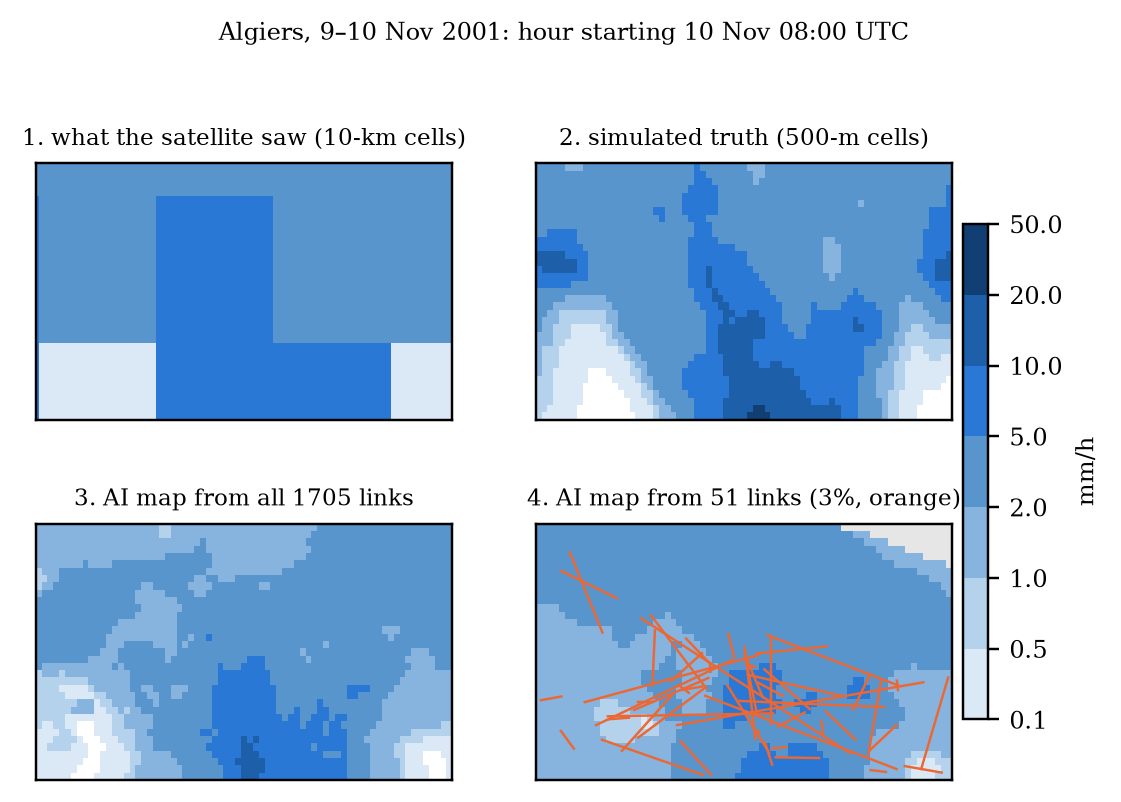 Algiers, 9–10 Nov 2001: hour starting 10 Nov 08:00 UTC
1. what the satellite saw (10-km cells)
2. simulated truth (500-m cells)
3. AI map from all 1705 links
4. AI map from 51 links (3%, orange)
50.0
20.0
10.0
5.0
2.0
1.0
0.5
0.1
mm/h